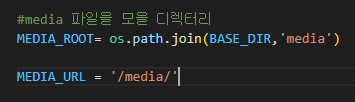 #media 파일을 모을 디렉터리
MEDIA_ROOT= os.path.join(BASE_DIR,'media')
MEDIA_URL = '/media/'